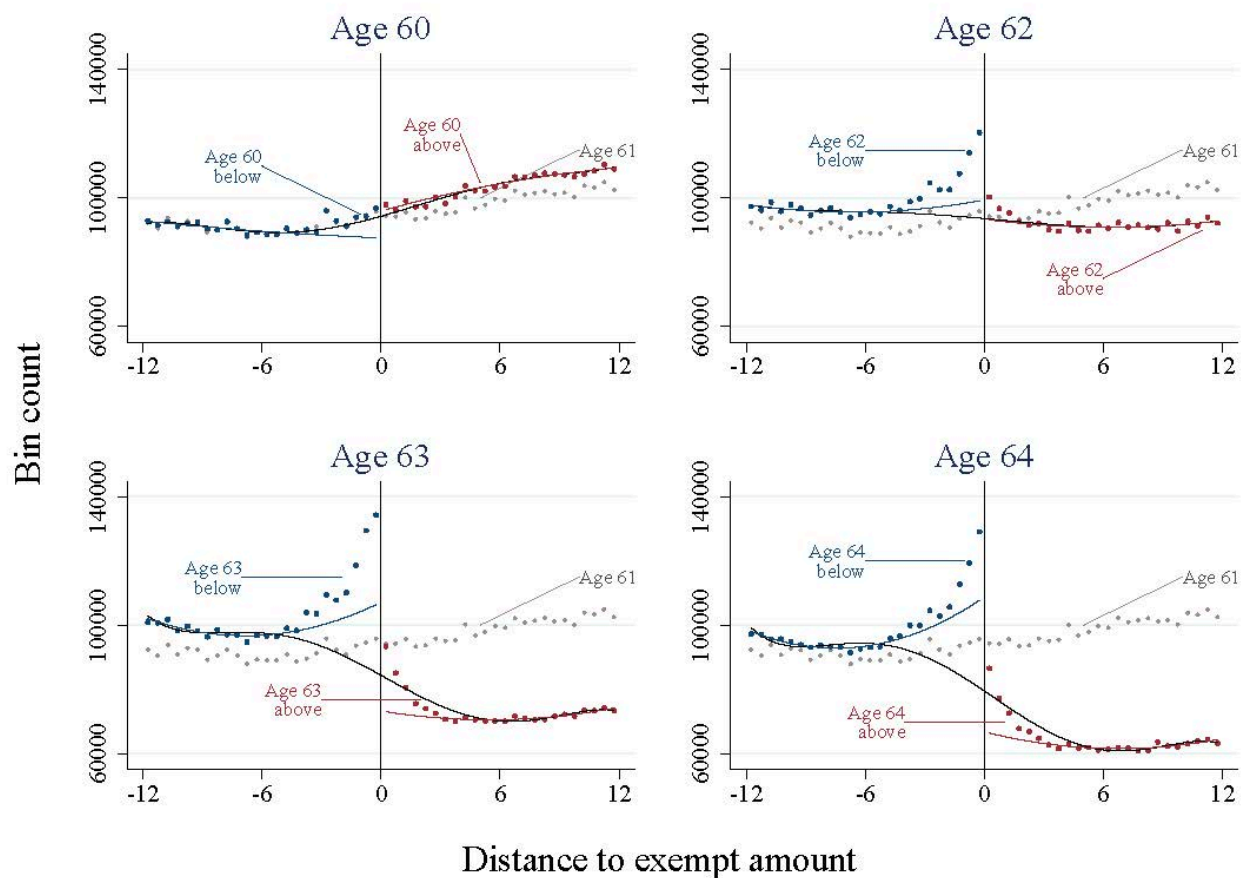 Age 60
140000
100000
60000
Age 60
below
Age 60
above
Age 61
-12
-6
0
6
12
Age 62
140000
100000
60000
Age 62
below
Age 61
Age 62
above
-12
-6
0
6
12
Bin count
Age 63
140000
100000
60000
Age 63
below
Age 61
Age 63
above
-12
-6
0
6
12
Age 64
140000
100000
60000
Age 64
below
Age 61
Age 64
above
-12
-6
0
6
12
Distance to exempt amount